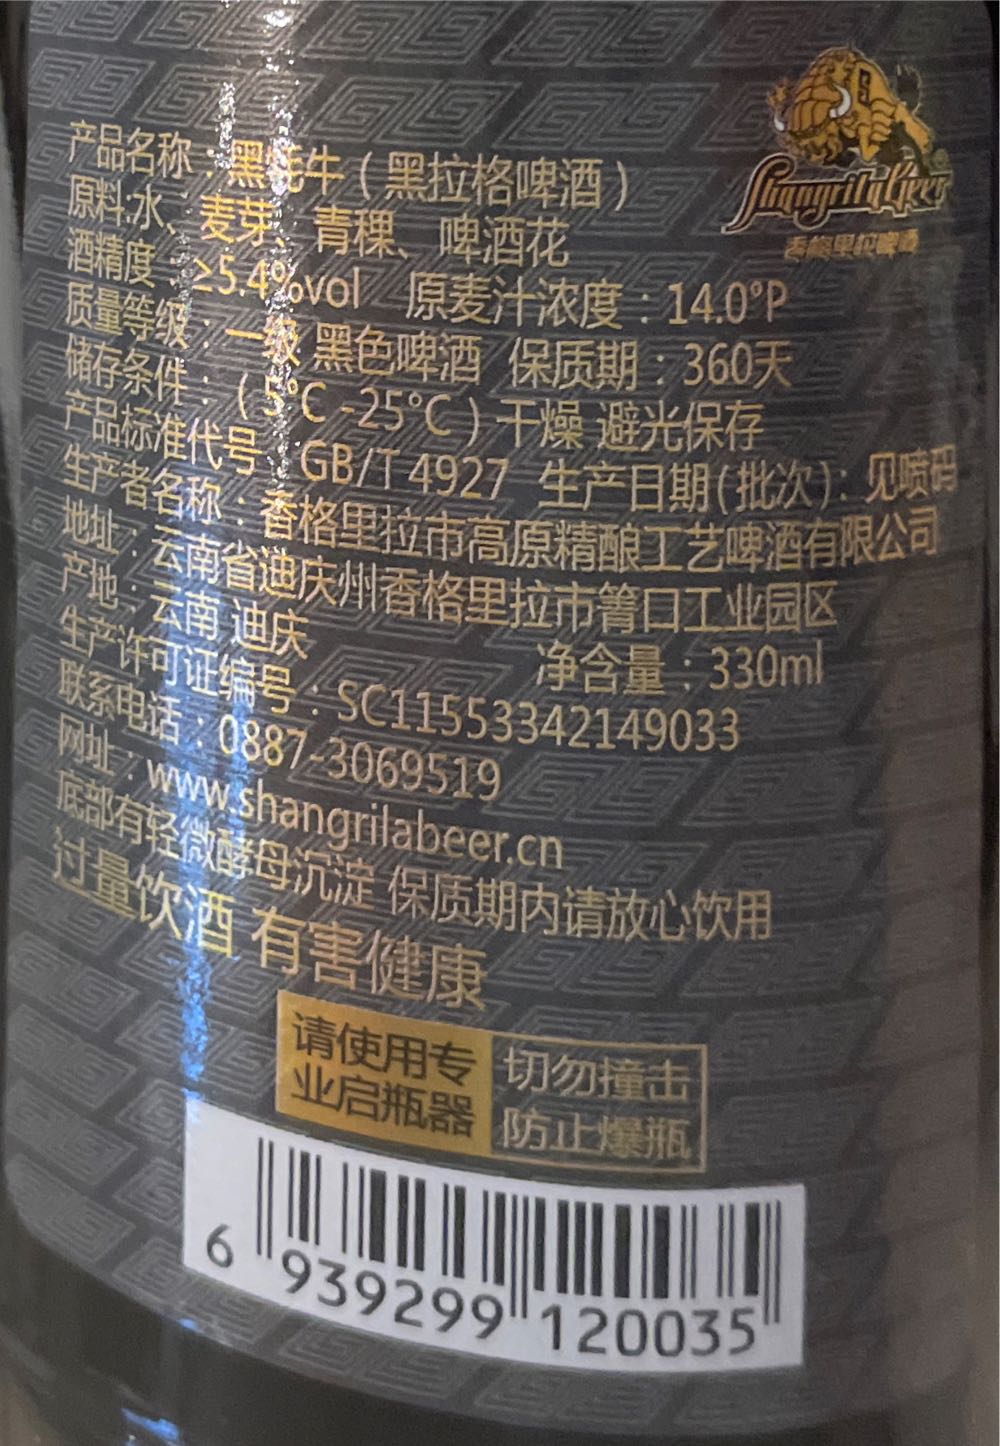 Shangrila Beer
香格里拉啤酒
产品名称：黑牦牛（黑拉格啤酒）
原料:水、麦芽、青稞、啤酒花
酒精度：≥5.4%vol 原麦汁浓度：14.0°P
质量等级：一级 黑色啤酒 保质期：360天
储存条件：（5°C-25°C）干燥 避光保存
产品标准代号：GB/T 4927 生产日期(批次)：见喷码
生产者名称：香格里拉市高原精酿工艺啤酒有限公司
地址：云南省迪庆州香格里拉市箐口工业园区
产地：云南 迪庆 净含量：330ml
生产许可证编号：SC11553342149033
联系电话：0887-3069519
网址：www.shangrilabeer.cn
底部有轻微酵母沉淀 保质期内请放心饮用
过量饮酒 有害健康
请使用专业启瓶器
切勿撞击
防止爆瓶
6 939299 120035